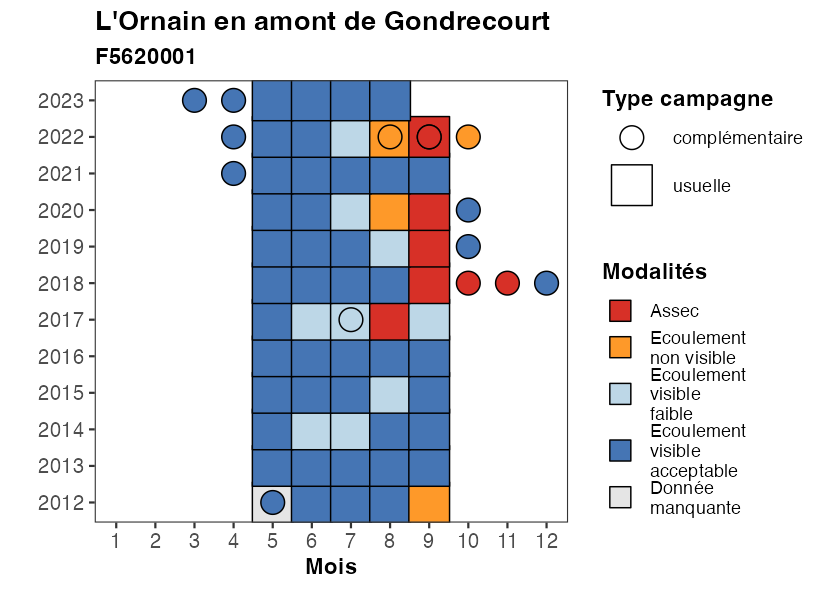 L'Ornain en amont de Gondrecourt
F5620001
2023
2022
2021
2020
2019
2018
2017
2016
2015
2014
2013
2012
1 2 3 4 5 6 7 8 9 10 11 12
Mois
Type campagne
complémentaire
usuelle
Modalités
Assec
Ecoulement
non visible
Ecoulement
visible
faible
Ecoulement
visible
acceptable
Donnée
manquante